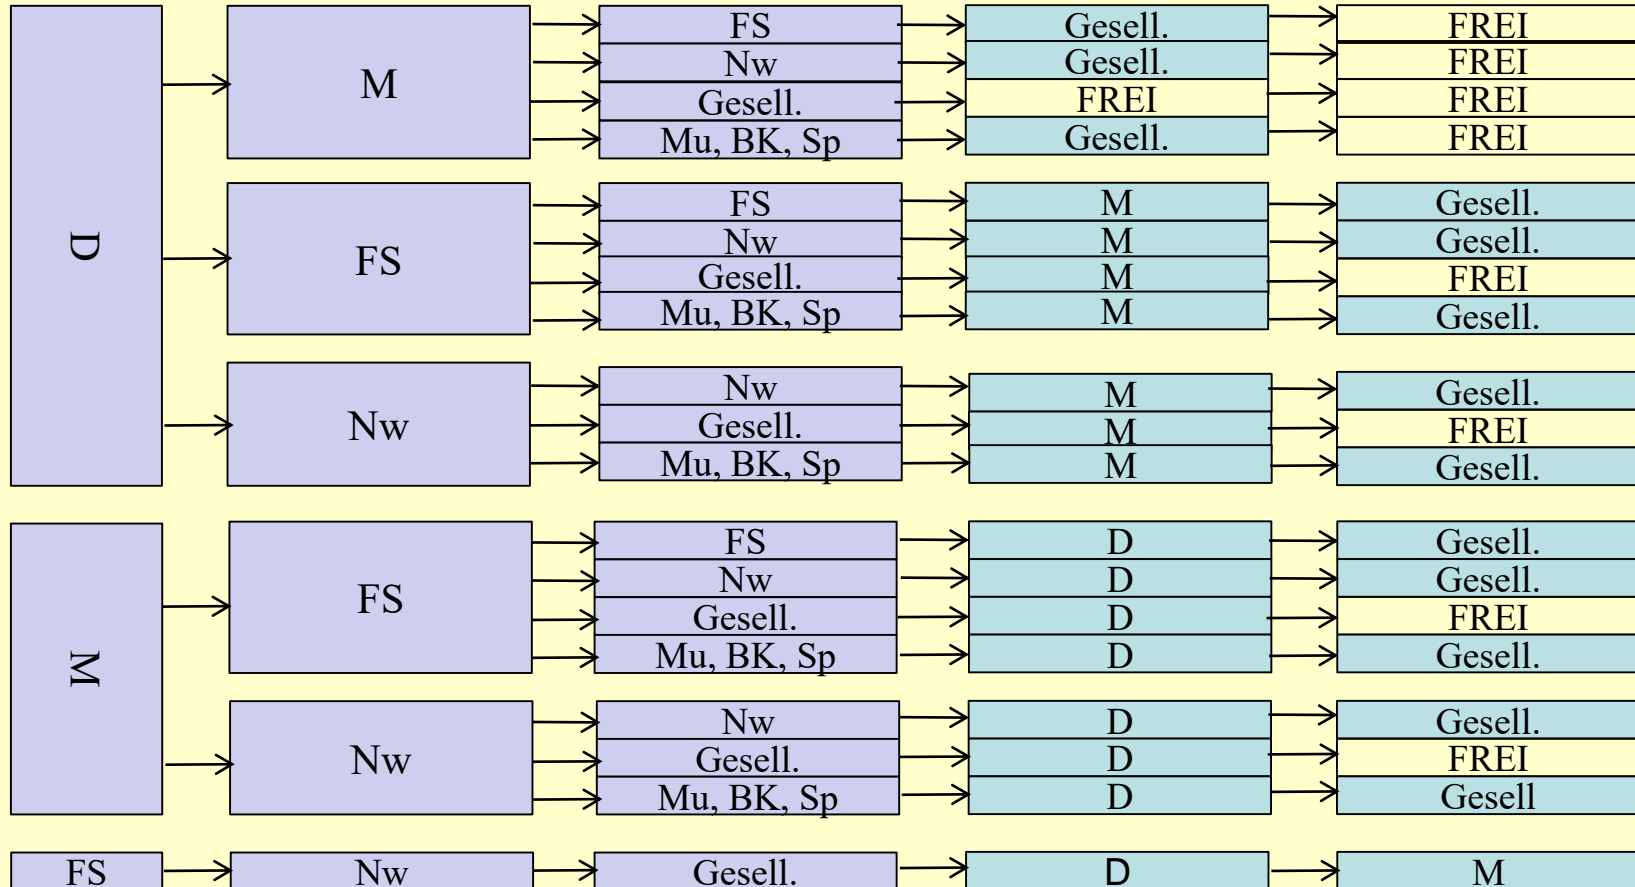 D
M
FS Gesell. FREI
Nw Gesell. FREI
Gesell. FREI FREI
Mu, BK, Sp Gesell. FREI
FS
FS M Gesell.
Nw M Gesell.
Gesell. M FREI
Mu, BK, Sp M Gesell.
Nw
Nw M Gesell.
Gesell. M FREI
Mu, BK, Sp M Gesell.
M
FS
FS D Gesell.
Nw D Gesell.
Gesell. D FREI
Mu, BK, Sp D Gesell.
Nw
Nw D Gesell.
Gesell. D FREI
Mu, BK, Sp D Gesell
FS Nw Gesell. D M